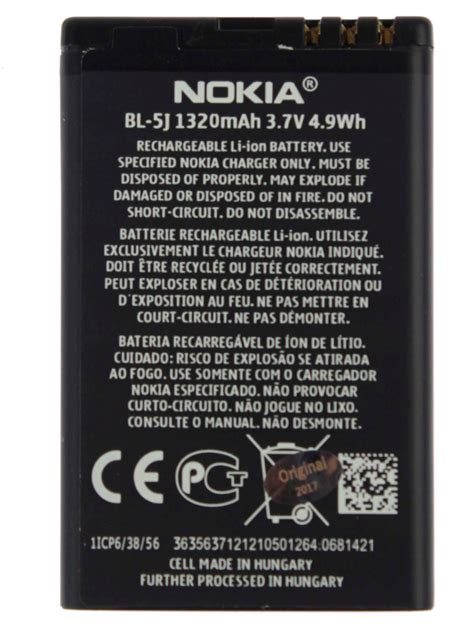 NOKIA®
BL-5J 1320mAh 3.7V 4.9Wh
RECHARGEABLE Li-ion BATTERY. USE
SPECIFIED NOKIA CHARGER ONLY. MUST BE
DISPOSED OF PROPERLY. MAY EXPLODE IF
DAMAGED OR DISPOSED OF IN FIRE. DO NOT
SHORT-CIRCUIT. DO NOT DISASSEMBLE.
BATTERIE RECHARGEABLE Li-ion. UTILISEZ
EXCLUSIVEMENT LE CHARGEUR NOKIA INDIQUÉ.
DOIT ÊTRE RECYCLÉE OU JETÉE CORRECTEMENT.
PEUT EXPLOSER EN CAS DE DÉTÉRIORATION OU
D'EXPOSITION AU FEU. NE PAS METTRE EN
COURT-CIRCUIT. NE PAS DÉMONTER.
BATERIA RECARREGÁVEL DE ÍON DE LÍTIO.
CUIDADO: RISCO DE EXPLOSÃO SE ATIRADA
AO FOGO. USE SOMENTE COM O CARREGADOR
NOKIA ESPECIFICADO. NÃO PROVOCAR
CURTO-CIRCUITO. NÃO JOGUE NO LIXO.
CONSULTE O MANUAL. NÃO DESMONTE.
CE PCT Original
2017
1ICP6/38/56 3635637121210501264:0681421
CELL MADE IN HUNGARY
FURTHER PROCESSED IN HUNGARY